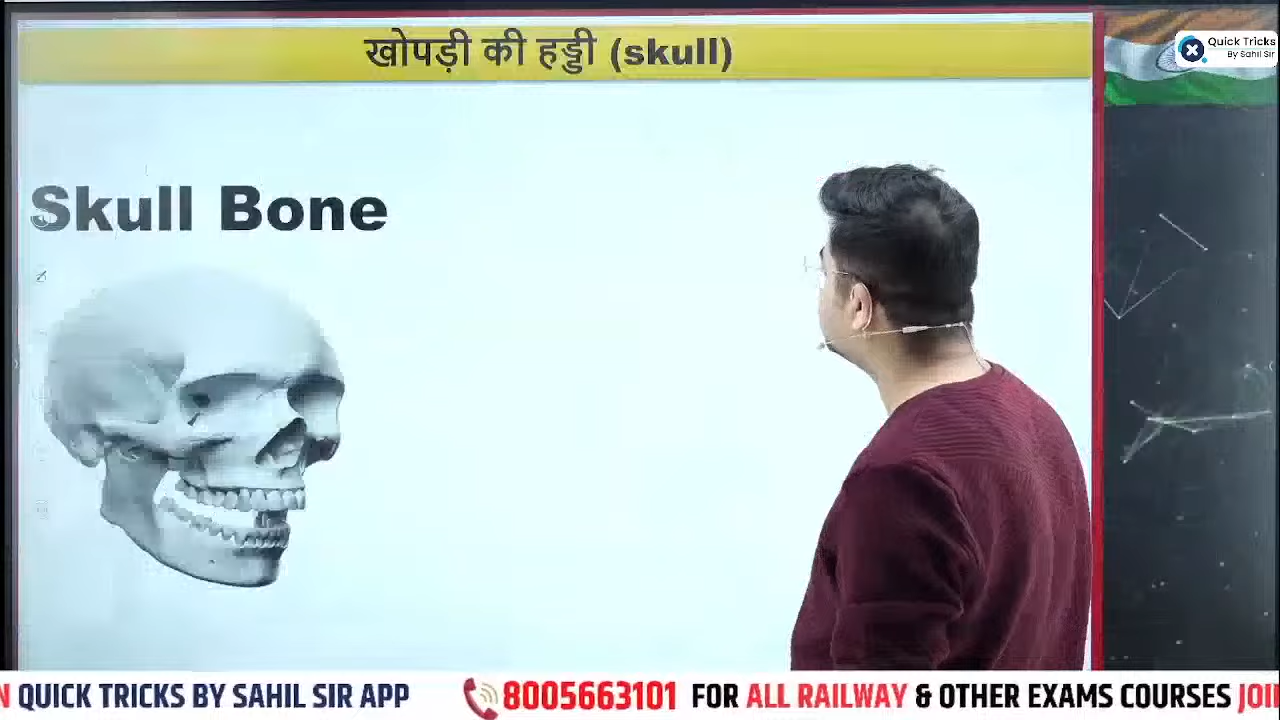 खोपड़ी की हड्डी (skull)
Quick Tricks
By Sahil Sir
Skull Bone
QUICK TRICKS BY SAHIL SIR APP 8005663101 FOR ALL RAILWAY & OTHER EXAMS COURSES